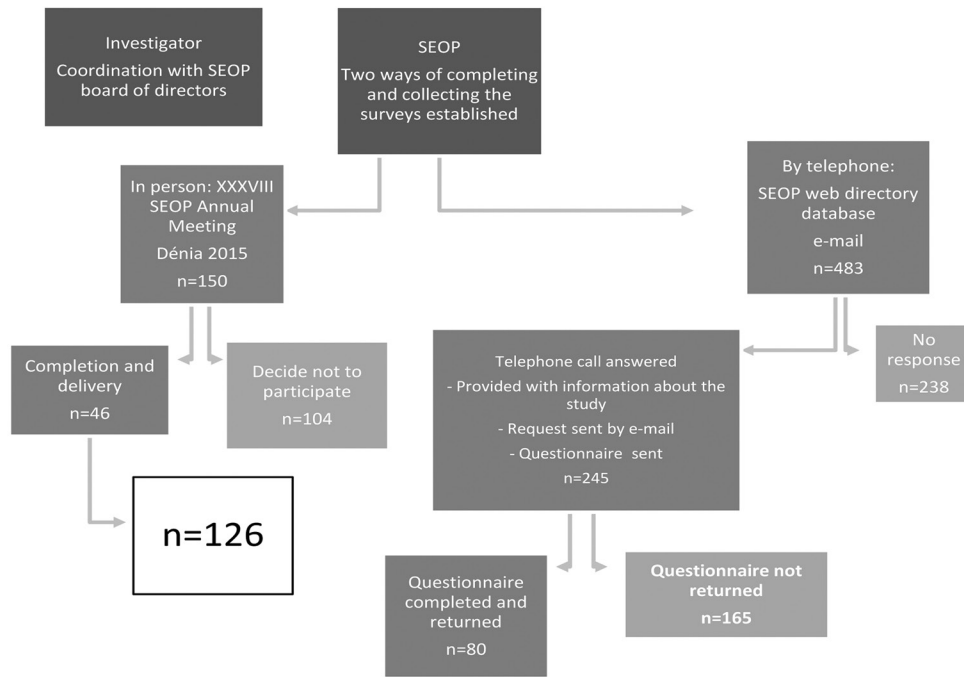 Investigator
Coordination with SEOP
board of directors
SEOP
Two ways of completing
and collecting the
surveys established
In person: XXXVIII
SEOP Annual
Meeting
Dénia 2015
n=150
By telephone:
SEOP web directory
database
e-mail
n=483
Completion and
delivery
n=46
Decide not to
participate
n=104
Telephone call answered
- Provided with information about the
study
- Request sent by e-mail
- Questionnaire sent
n=245
No
response
n=238
n=126
Questionnaire
completed and
returned
n=80
Questionnaire not
returned
n=165